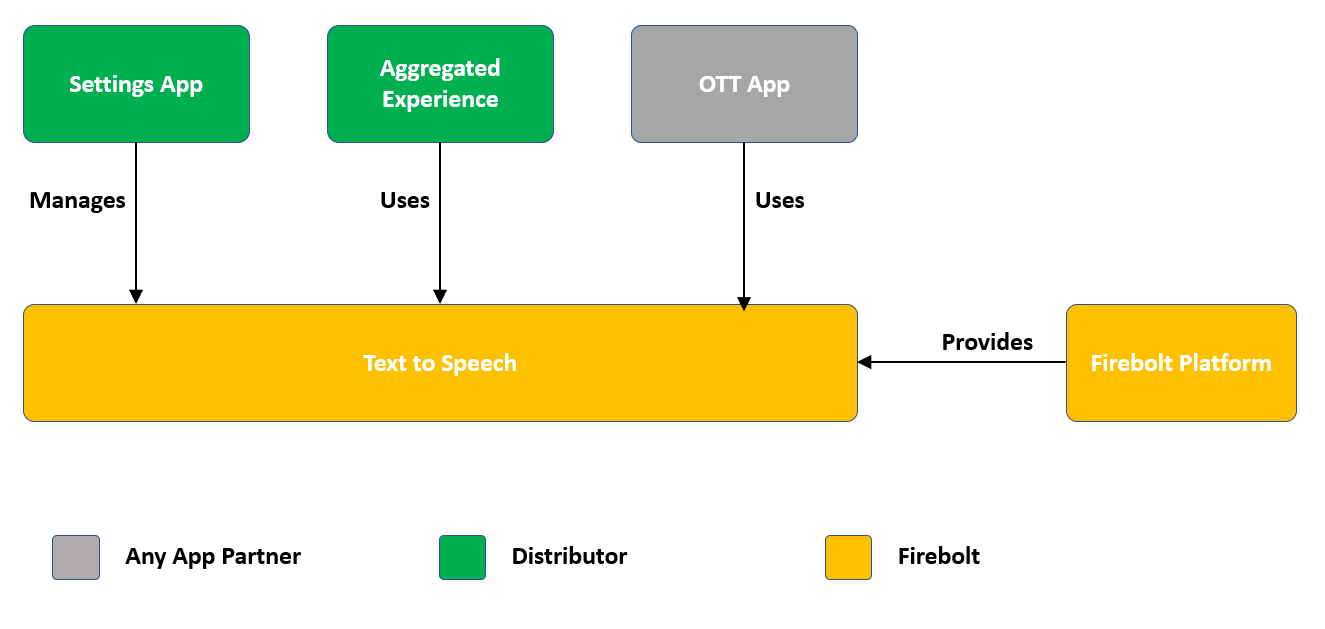 Settings App
Aggregated
Experience
OTT App
Manages
Uses
Uses
Provides
Text to Speech
Firebolt Platform
Any App Partner
Distributor
Firebolt